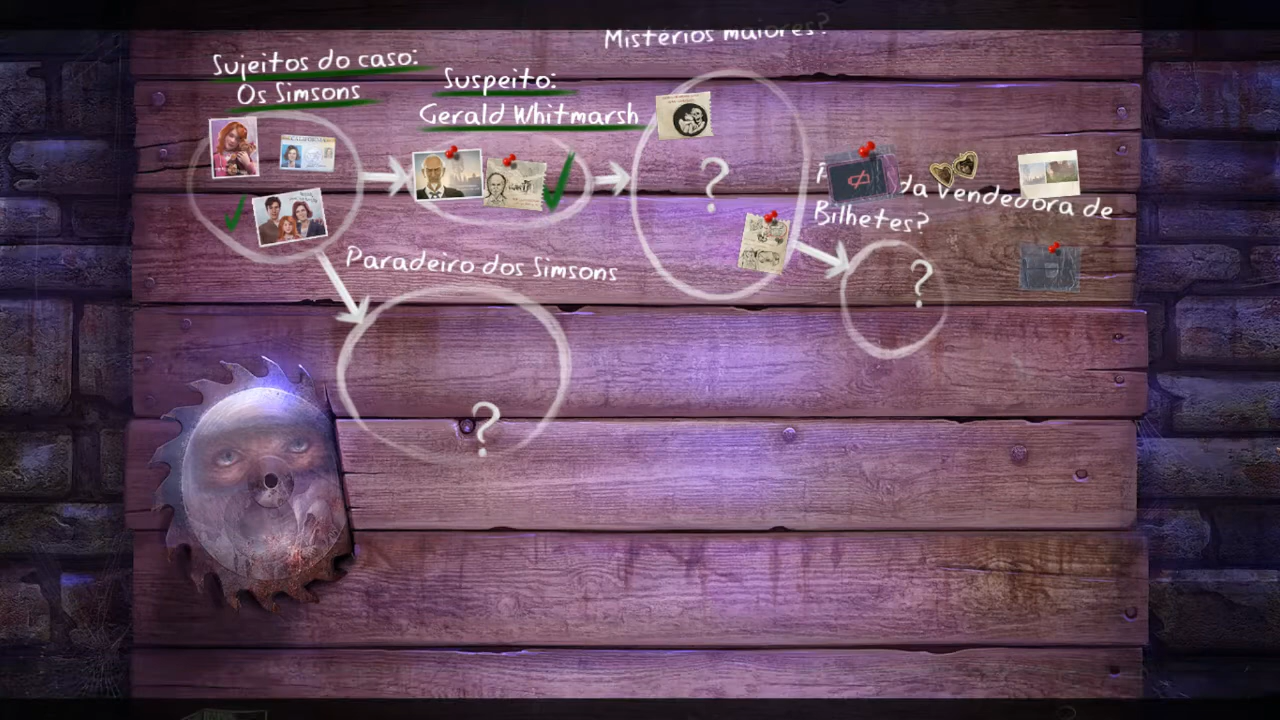 Mistérios maiores?
Sujeitos do caso:
Os Simsons
Suspeito:
Gerald Whitmarsh
?
da vendedora de
Bilhetes?
Paradeiro dos Simsons
?
?